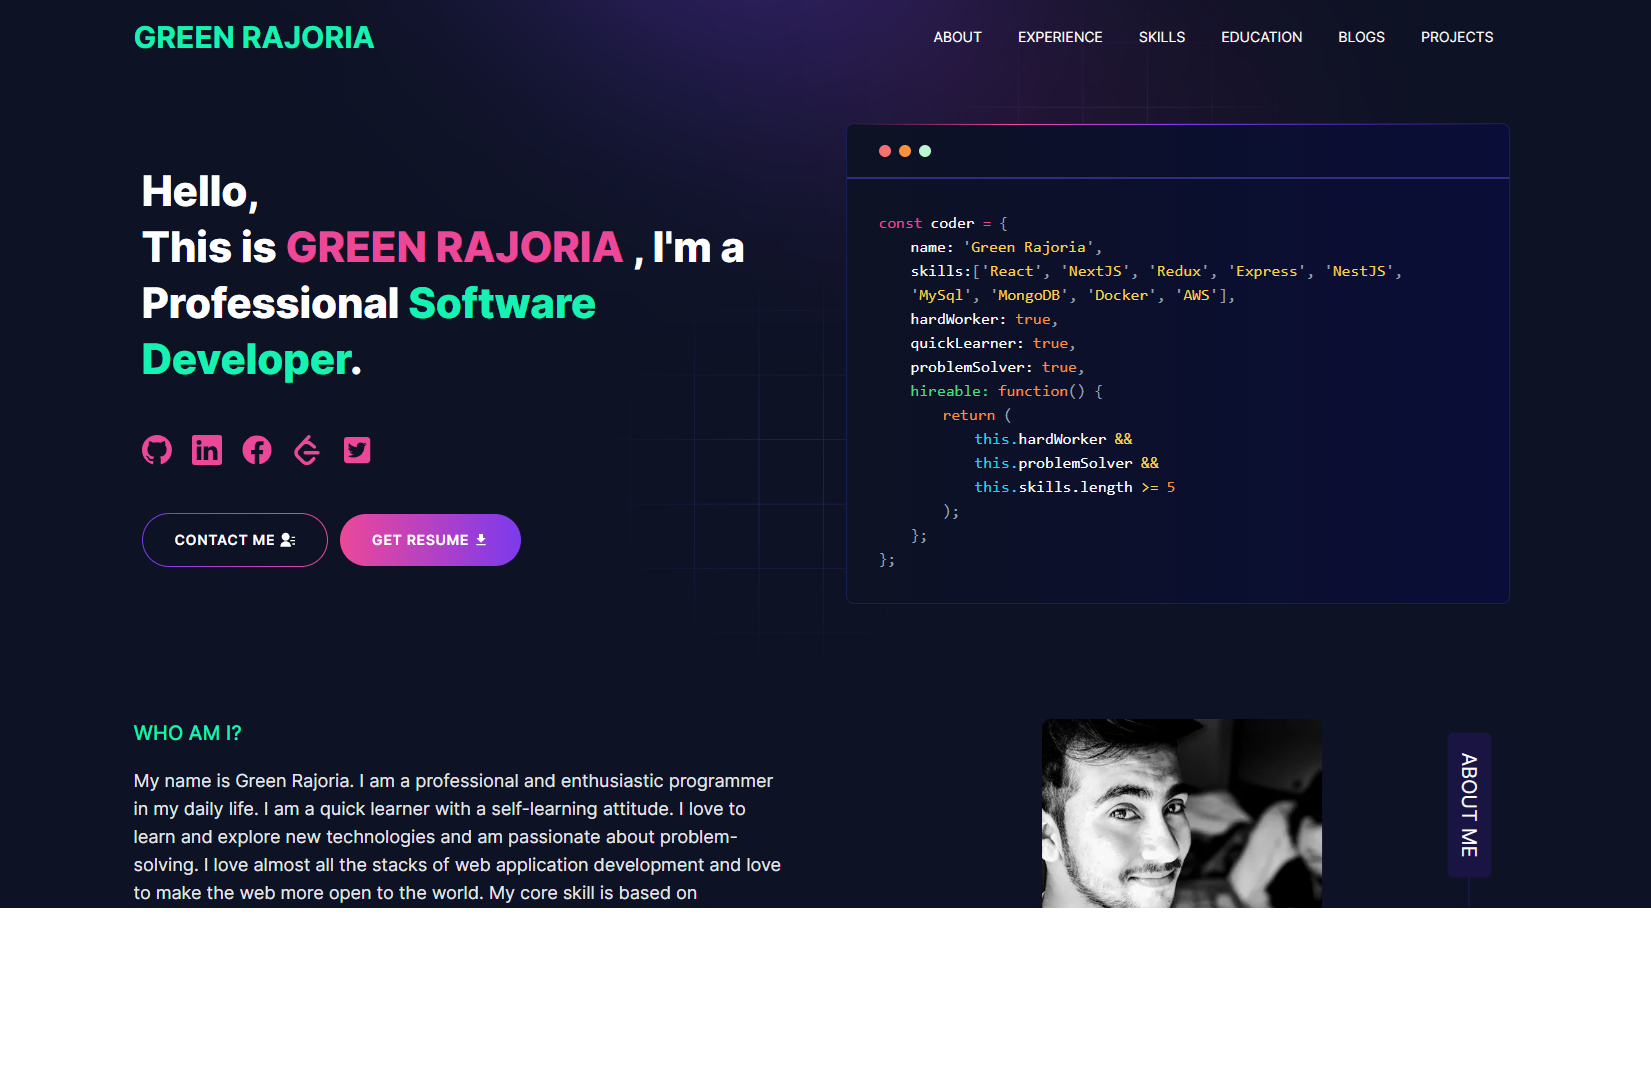 GREEN RAJORIA
ABOUT EXPERIENCE SKILLS EDUCATION BLOGS PROJECTS
Hello,
This is GREEN RAJORIA , I'm a
Professional Software
Developer.
CONTACT ME
GET RESUME
const coder = {
name: 'Green Rajoria',
skills:['React', 'NextJS', 'Redux', 'Express', 'NestJS',
'MySql', 'MongoDB', 'Docker', 'AWS'],
hardWorker: true,
quickLearner: true,
problemSolver: true,
hireable: function() {
return (
this.hardWorker &&
this.problemSolver &&
this.skills.length >= 5
);
};
};
WHO AM I?
My name is Green Rajoria. I am a professional and enthusiastic programmer
in my daily life. I am a quick learner with a self-learning attitude. I love to
learn and explore new technologies and am passionate about problem-
solving. I love almost all the stacks of web application development and love
to make the web more open to the world. My core skill is based on
ABOUT ME